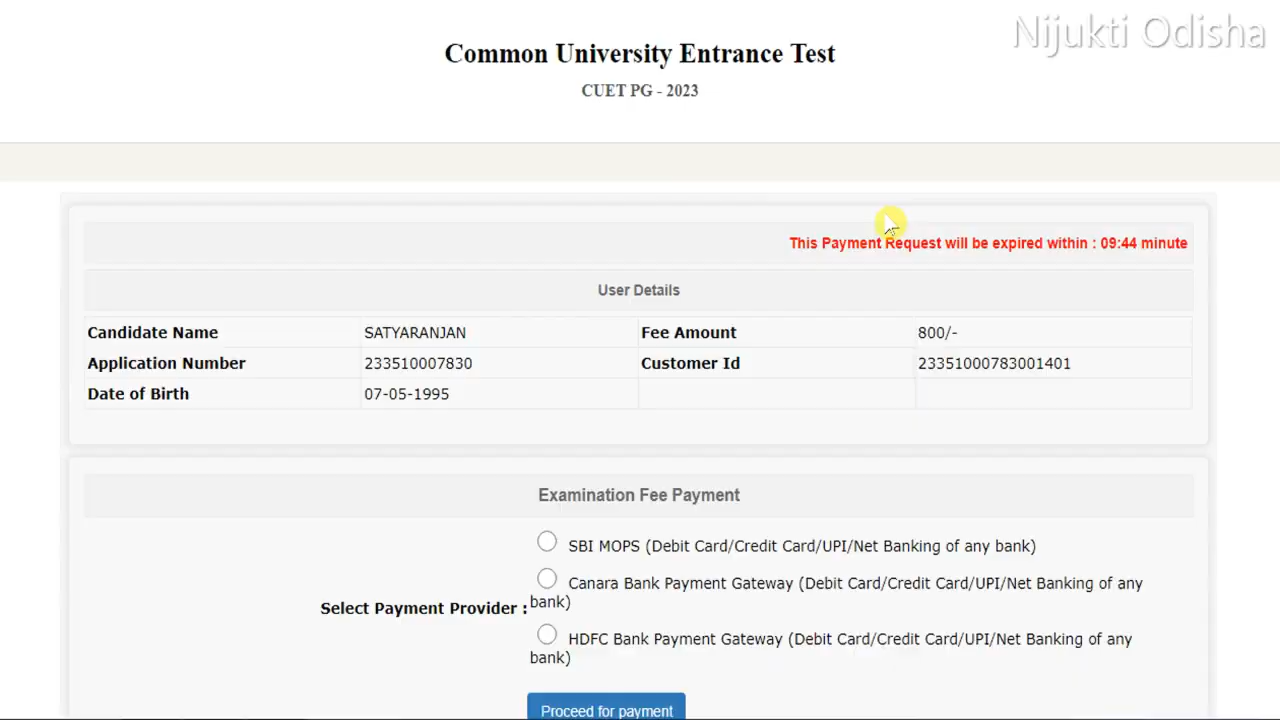 Nijukti Odisha
Common University Entrance Test
CUET PG - 2023
This Payment Request will be expired within : 09:44 minute
User Details
Candidate Name SATYARANJAN Fee Amount 800/-
Application Number 233510007830 Customer Id 23351000783001401
Date of Birth 07-05-1995
Examination Fee Payment
SBI MOPS (Debit Card/Credit Card/UPI/Net Banking of any bank)
Canara Bank Payment Gateway (Debit Card/Credit Card/UPI/Net Banking of any
bank)
Select Payment Provider :
HDFC Bank Payment Gateway (Debit Card/Credit Card/UPI/Net Banking of any
bank)
Proceed for payment